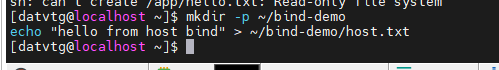 sh: can't create /app/hello.txt: Read-only file system
[datvtg@localhost ~]$ mkdir -p ~/bind-demo
echo "hello from host bind" > ~/bind-demo/host.txt
[datvtg@localhost ~]$